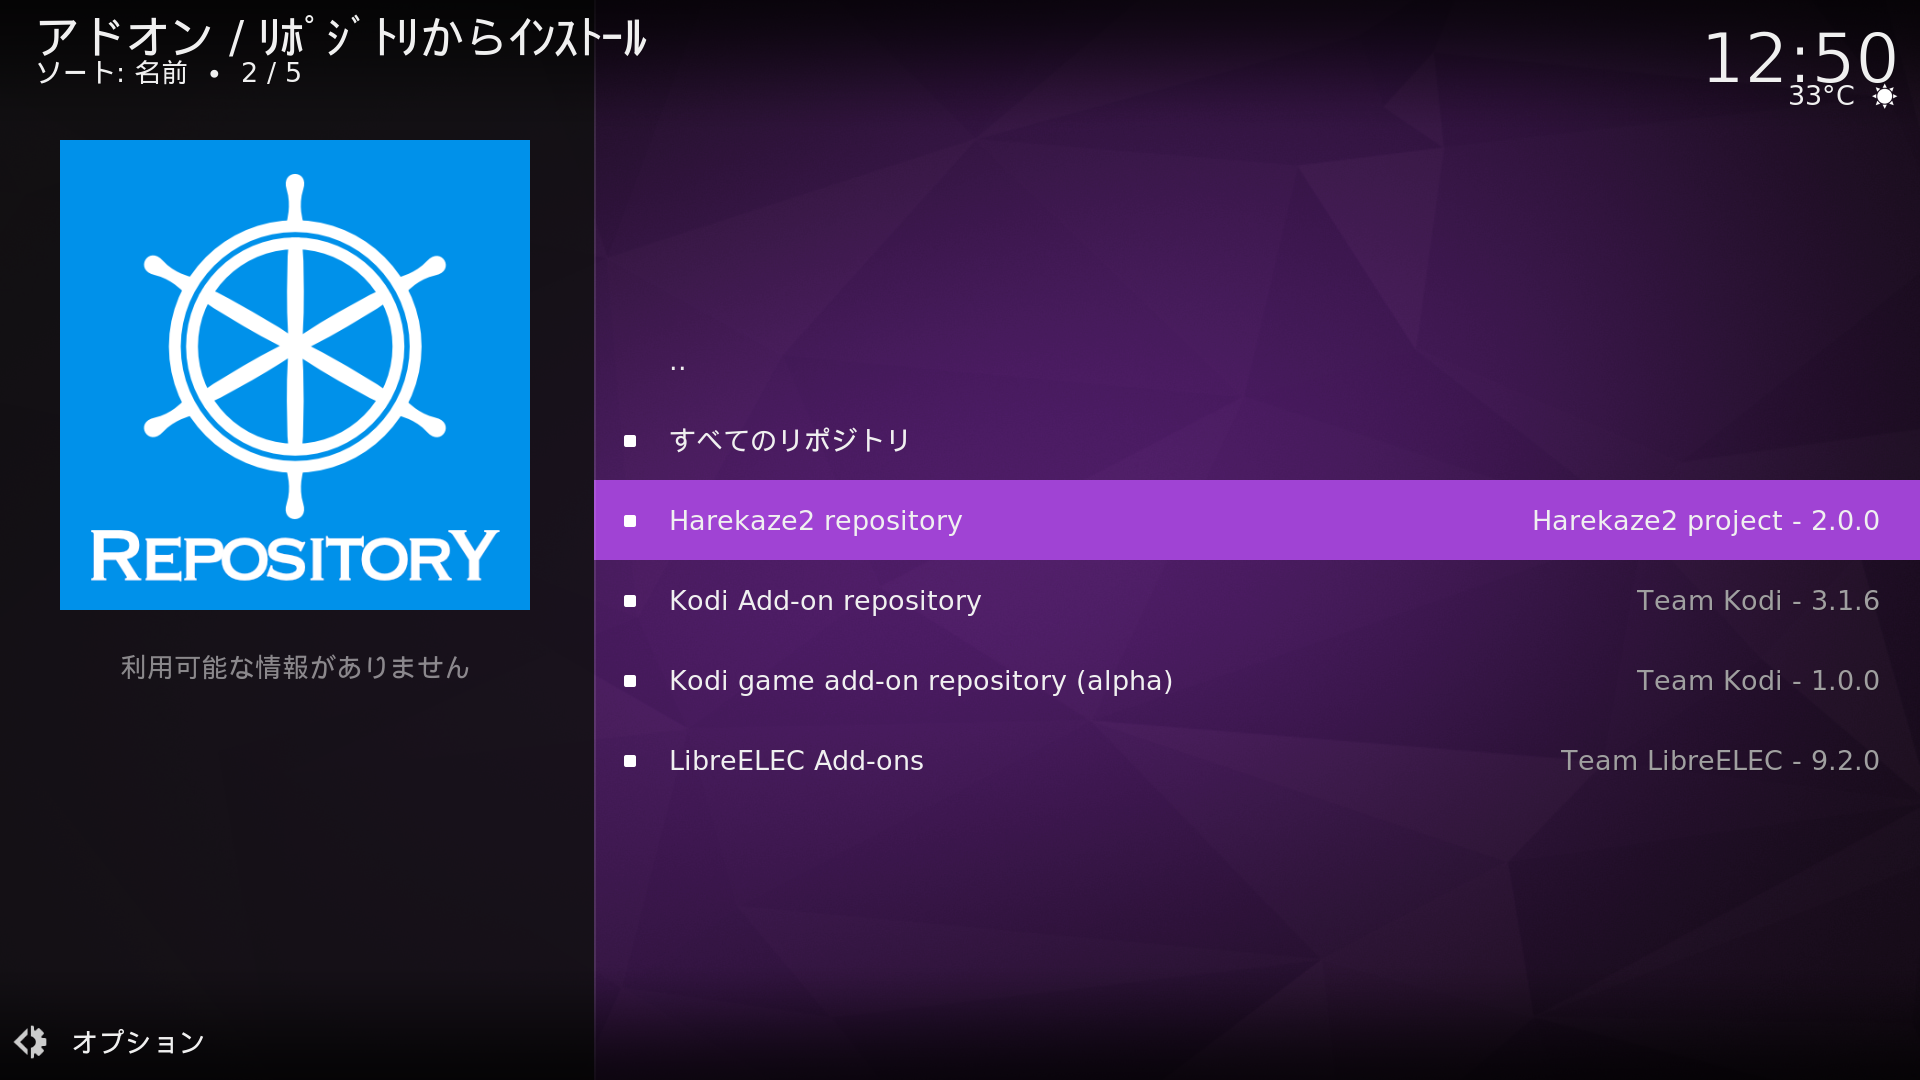 アドオン / ﾘﾎﾟｼﾞﾄﾘからｲﾝｽﾄｰﾙ
ソート: 名前 • 2 / 5
12:50
33°C
REPOSITORY
利用可能な情報がありません
..
すべてのリポジトリ
Harekaze2 repository Harekaze2 project - 2.0.0
Kodi Add-on repository Team Kodi - 3.1.6
Kodi game add-on repository (alpha) Team Kodi - 1.0.0
LibreELEC Add-ons Team LibreELEC - 9.2.0
オプション